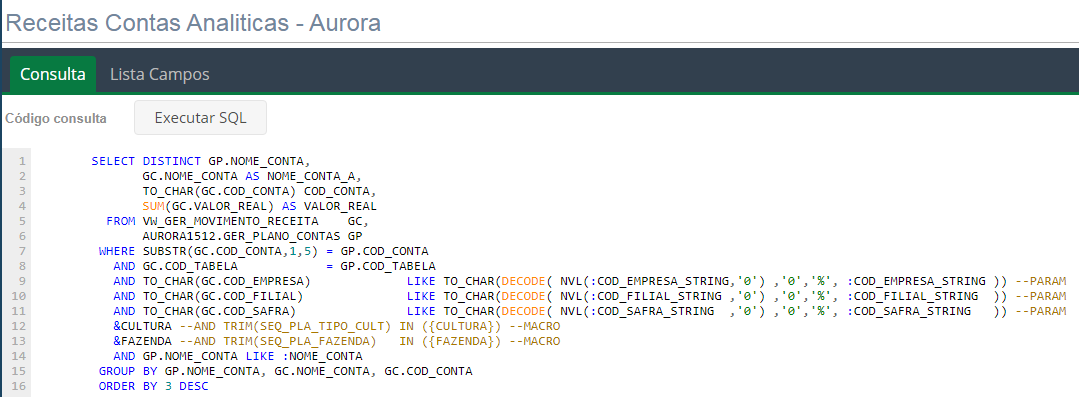 Receitas Contas Analiticas - Aurora
Consulta Lista Campos
Código consulta Executar SQL
1 SELECT DISTINCT GP.NOME_CONTA,
2 GC.NOME_CONTA AS NOME_CONTA_A,
3 TO_CHAR(GC.COD_CONTA) COD_CONTA,
4 SUM(GC.VALOR_REAL) AS VALOR_REAL
5 FROM VW_GER_MOVIMENTO_RECEITA GC,
6 AURORA1512.GER_PLANO_CONTAS GP
7 WHERE SUBSTR(GC.COD_CONTA,1,5) = GP.COD_CONTA
8 AND GC.COD_TABELA = GP.COD_TABELA
9 AND TO_CHAR(GC.COD_EMPRESA) LIKE TO_CHAR(DECODE( NVL(:COD_EMPRESA_STRING,'0') ,'0','%', :COD_EMPRESA_STRING )) --PARAM
10 AND TO_CHAR(GC.COD_FILIAL) LIKE TO_CHAR(DECODE( NVL(:COD_FILIAL_STRING ,'0') ,'0','%', :COD_FILIAL_STRING )) --PARAM
11 AND TO_CHAR(GC.COD_SAFRA) LIKE TO_CHAR(DECODE( NVL(:COD_SAFRA_STRING ,'0') ,'0','%', :COD_SAFRA_STRING )) --PARAM
12 &CULTURA --AND TRIM(SEQ_PLA_TIPO_CULT) IN ({CULTURA}) --MACRO
13 &FAZENDA --AND TRIM(SEQ_PLA_FAZENDA) IN ({FAZENDA}) --MACRO
14 AND GP.NOME_CONTA LIKE :NOME_CONTA
15 GROUP BY GP.NOME_CONTA, GC.NOME_CONTA, GC.COD_CONTA
16 ORDER BY 3 DESC